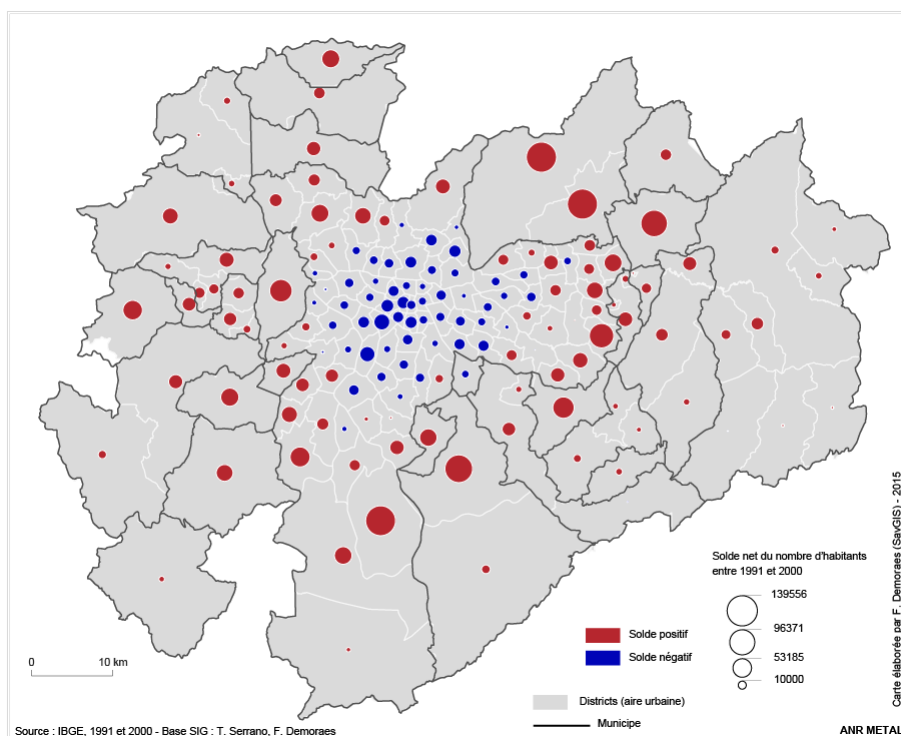 Solde net du nombre d'habitants
entre 1991 et 2000
139556
96371
53185
10000
Solde positif
Solde négatif
Districts (aire urbaine)
Municipe
0 10 km
Source : IBGE, 1991 et 2000 - Base SIG : T. Serrano, F. Demoraes
ANR METAL
Carte élaborée par F. Demoraes (SavGIS) - 2015